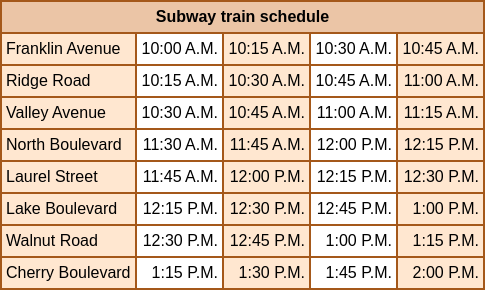 Subway train schedule
Franklin Avenue 10:00 A.M. 10:15 A.M. 10:30 A.M. 10:45 A.M.
Ridge Road 10:15 A.M. 10:30 A.M. 10:45 A.M. 11:00 A.M.
Valley Avenue 10:30 A.M. 10:45 A.M. 11:00 A.M. 11:15 A.M.
North Boulevard 11:30 A.M. 11:45 A.M. 12:00 P.M. 12:15 P.M.
Laurel Street 11:45 A.M. 12:00 P.M. 12:15 P.M. 12:30 P.M.
Lake Boulevard 12:15 P.M. 12:30 P.M. 12:45 P.M. 1:00 P.M.
Walnut Road 12:30 P.M. 12:45 P.M. 1:00 P.M. 1:15 P.M.
Cherry Boulevard 1:15 P.M. 1:30 P.M. 1:45 P.M. 2:00 P.M.